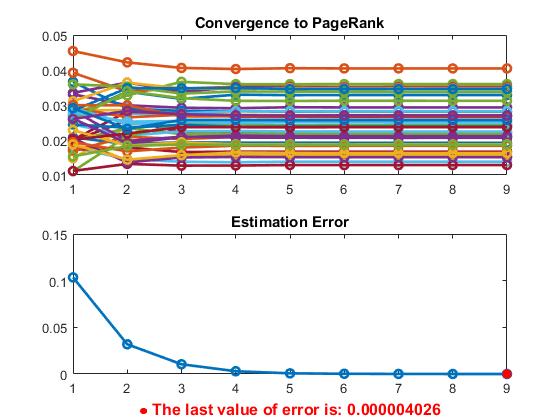 Convergence to PageRank
0.05
0.04
0.03
0.02
0.01
1 2 3 4 5 6 7 8 9
Estimation Error
0.15
0.1
0.05
0
1 2 3 4 5 6 7 8 9
The last value of error is: 0.000004026